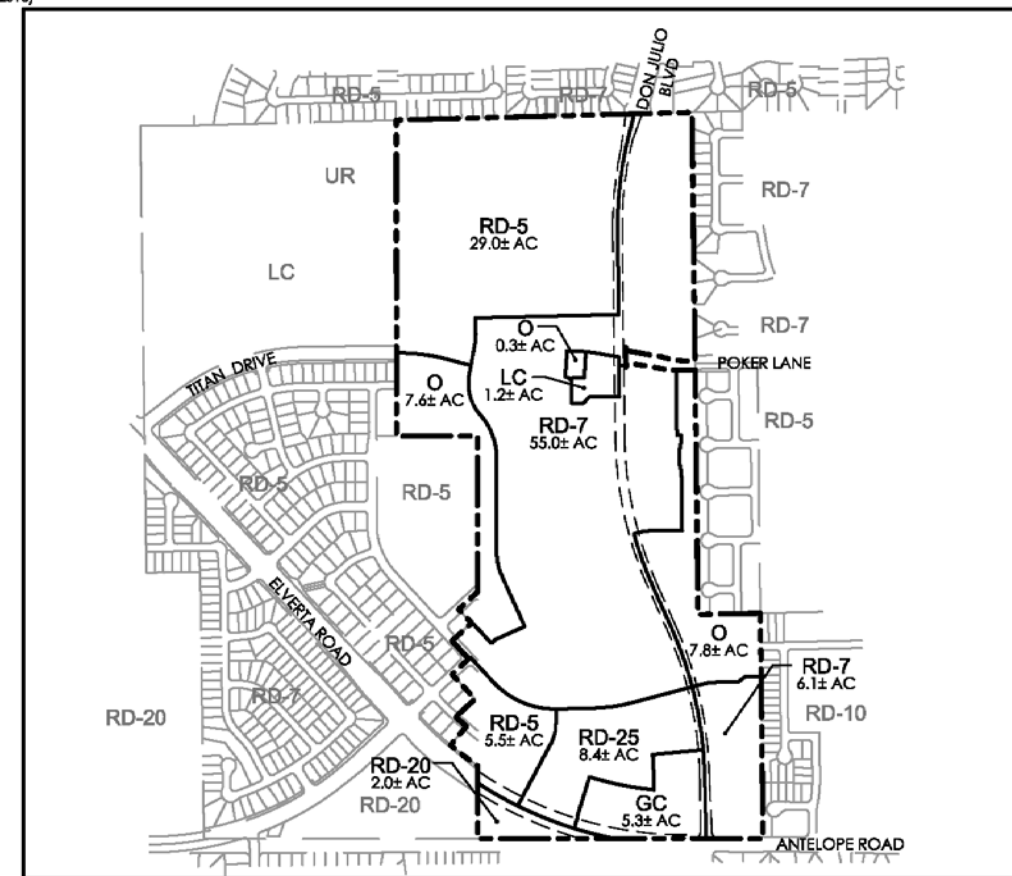 DON JULIO
BLVD
RD-5
RD-7
RD-5
UR
RD-7
RD-5
29.0± AC
LC
O
0.3± AC
RD-7
TITAN DRIVE
POKER LANE
LC
1.2± AC
O
7.6± AC
RD-7
55.0± AC
RD-5
RD-5
RD-5
ELVERTA ROAD
RD-5
O
7.8± AC
RD-7
6.1± AC
RD-7
RD-20
RD-10
RD-5
5.5± AC
RD-25
8.4± AC
RD-20
2.0± AC
RD-20
GC
5.3± AC
ANTELOPE ROAD